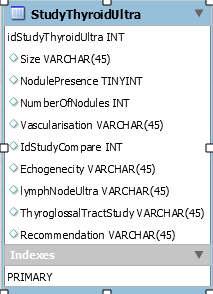 StudyThyroidUltra
idStudyThyroidUltra INT
Size VARCHAR(45)
NodulePresence TINYINT
NumberOfNodules INT
Vascularisation VARCHAR(45)
IdStudyCompare INT
Echogenecity VARCHAR(45)
lymphNodeUltra VARCHAR(45)
ThyroglossalTractStudy VARCHAR(45)
Recommendation VARCHAR(45)
Indexes
PRIMARY